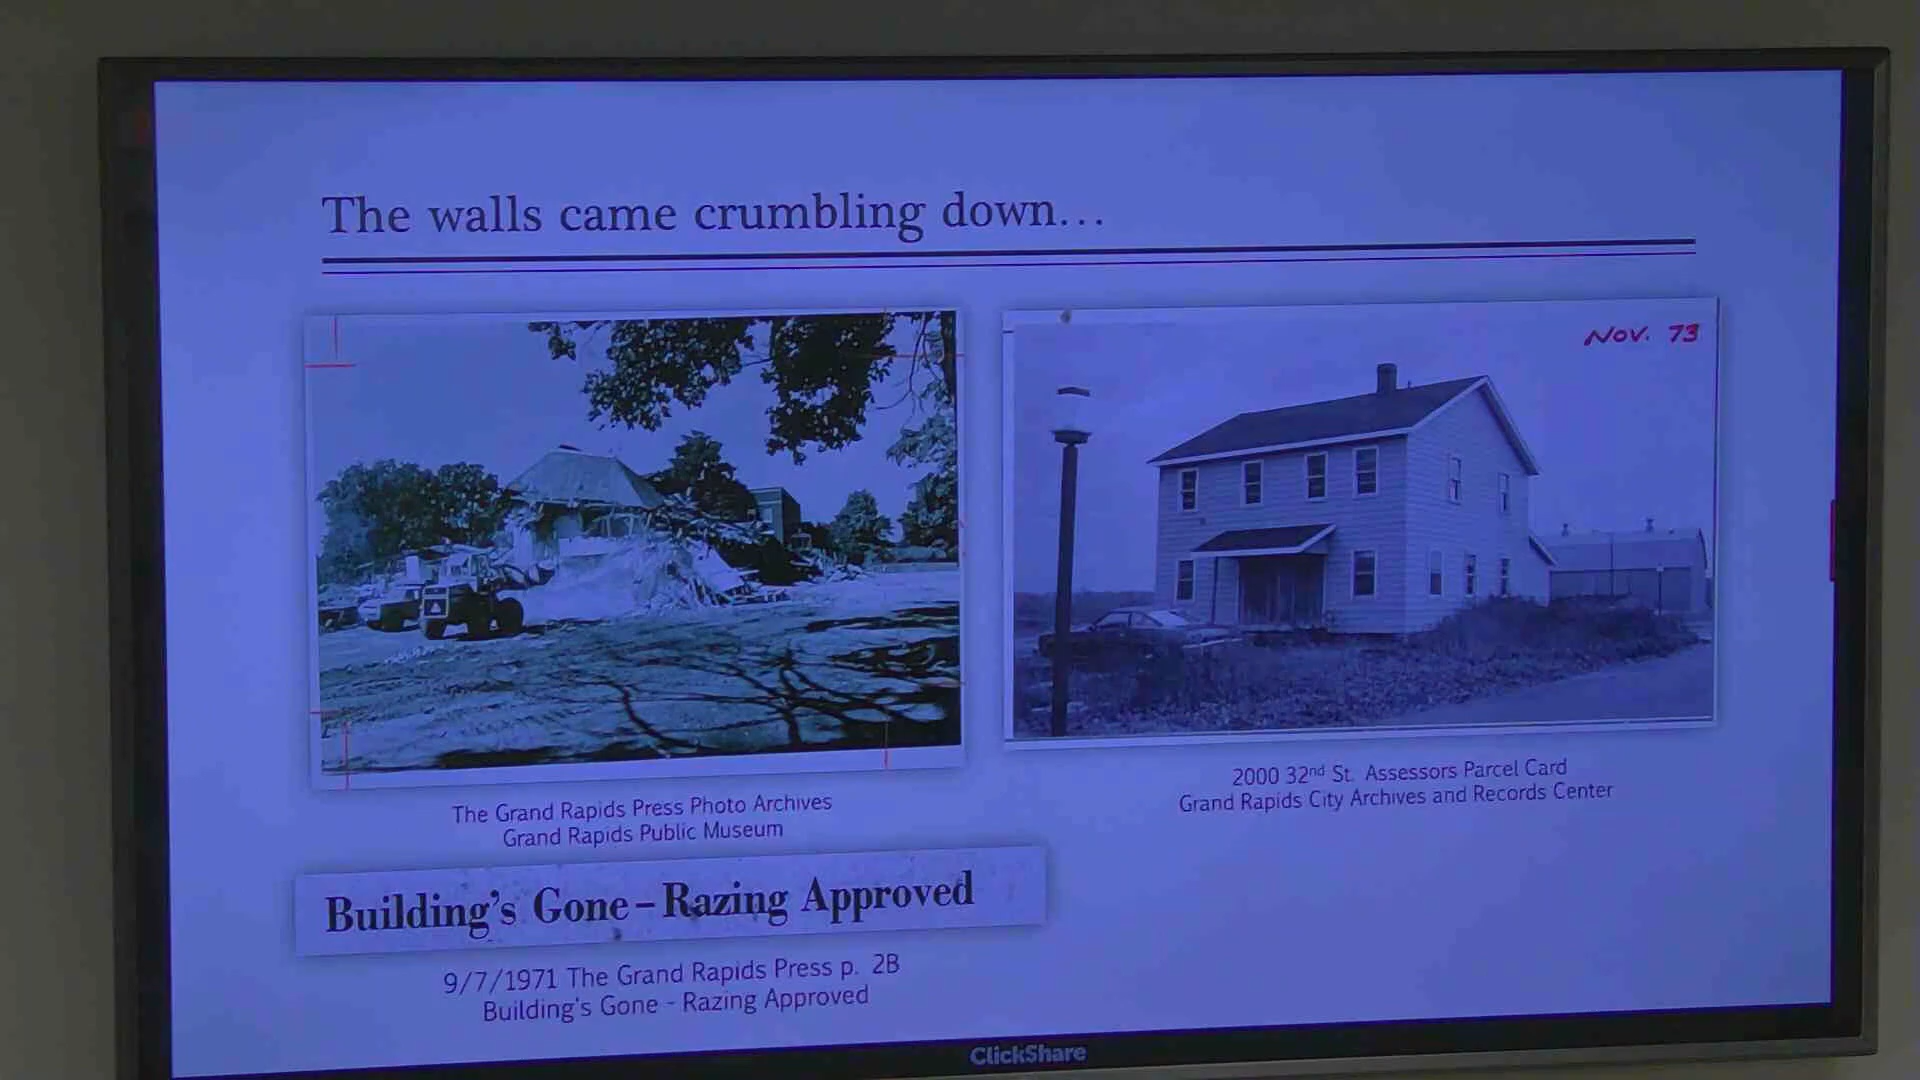 The walls came crumbling down...
NOV. 73
The Grand Rapids Press Photo Archives
Grand Rapids Public Museum
2000 32nd St. Assessors Parcel Card
Grand Rapids City Archives and Records Center
Building's Gone – Razing Approved
9/7/1971 The Grand Rapids Press p. 2B
Building's Gone - Razing Approved
ClickShare